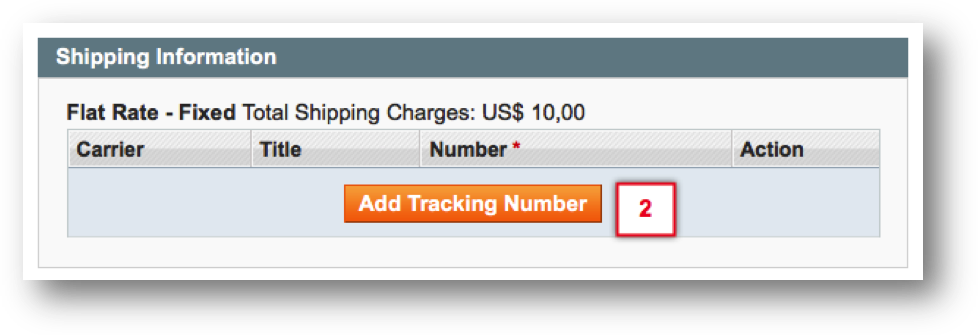 Shipping Information
Flat Rate - Fixed Total Shipping Charges: US$ 10,00
Carrier Title Number * Action
Add Tracking Number 2